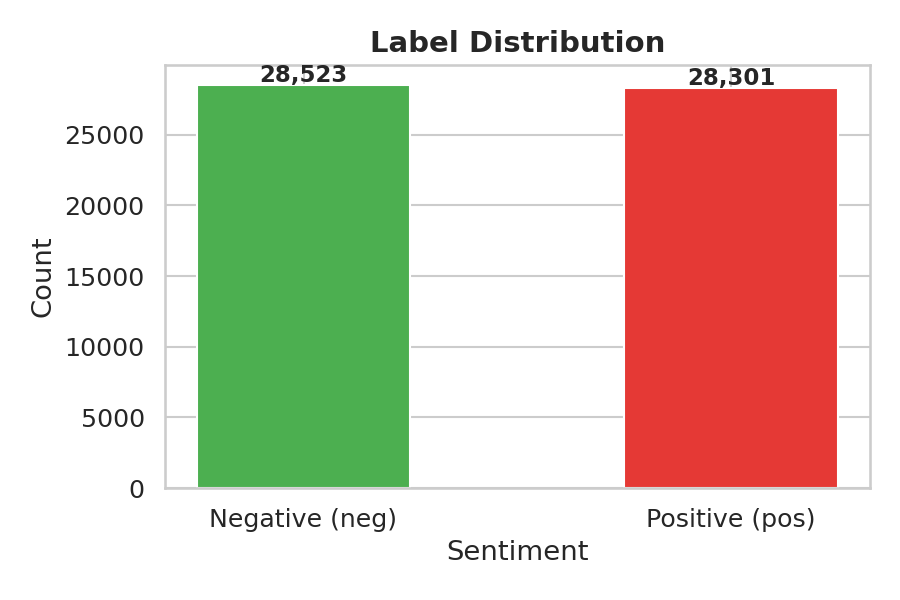 Label Distribution
28,523
28,301
25000
20000
15000
10000
5000
0
Count
Negative (neg)
Positive (pos)
Sentiment